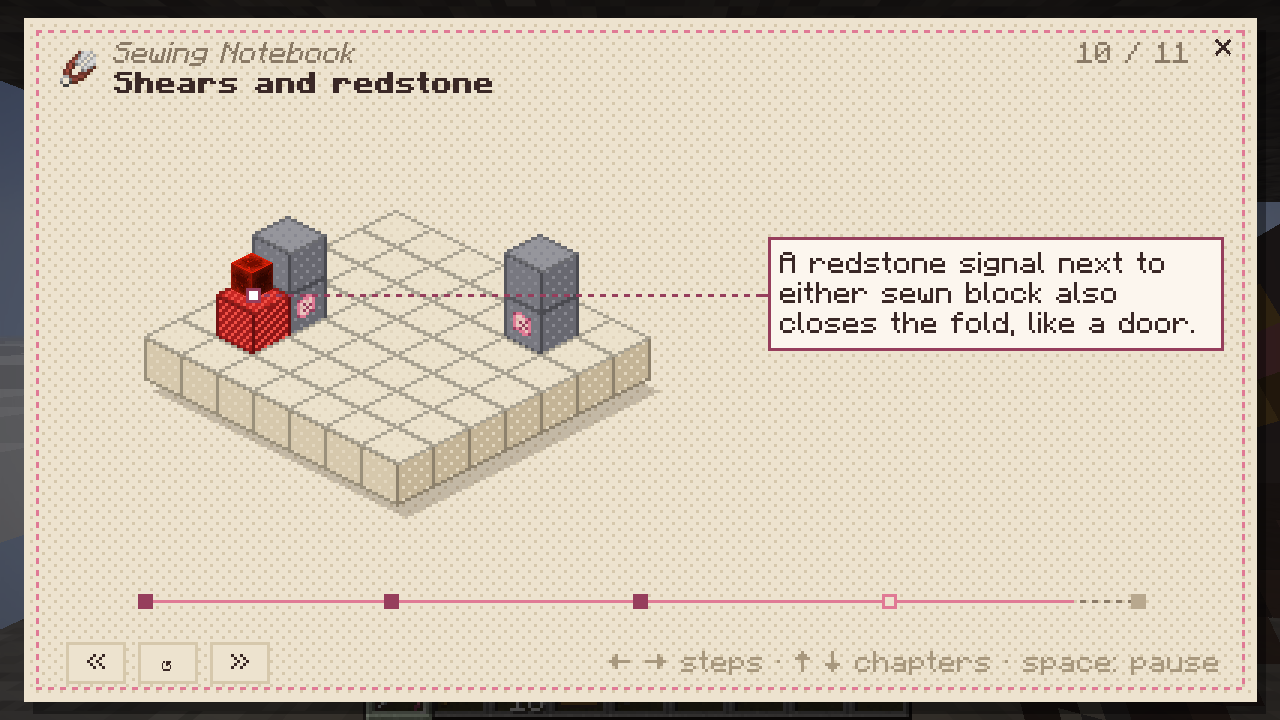 Sewing Notebook
10 / 11
Shears and redstone
A redstone signal next to
either sewn block also
closes the fold, like a door.
← → steps · ↑ ↓ chapters · space: pause